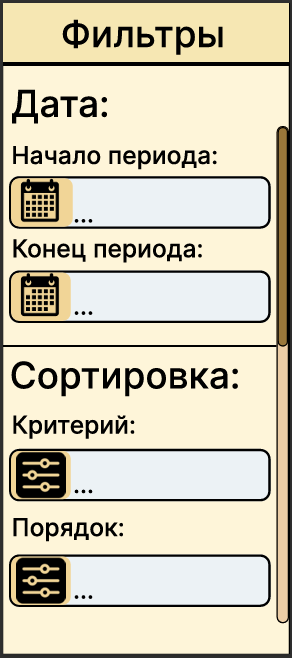 Фильтры
Дата:
Начало периода:
...
Конец периода:
...
Сортировка:
Критерий:
...
Порядок:
...